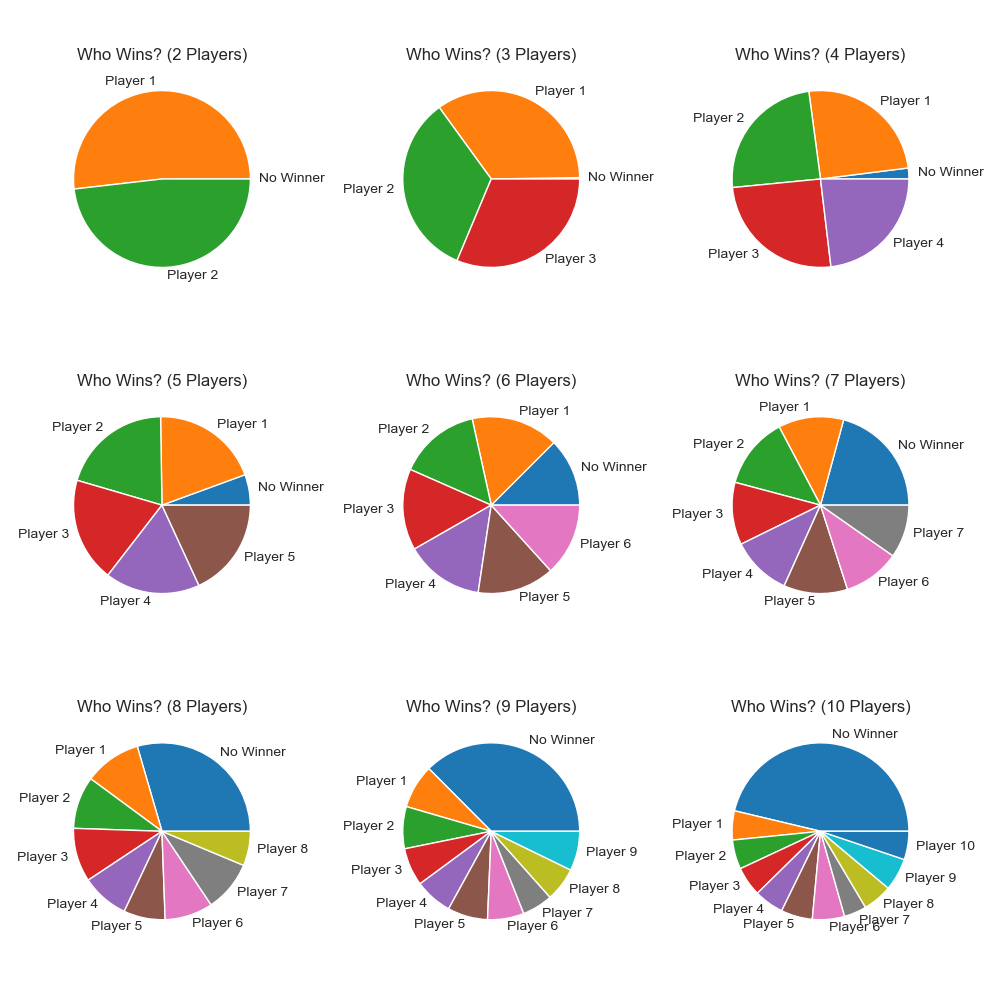 Who Wins? (2 Players)
Player 1
No Winner
Player 2
Who Wins? (3 Players)
Player 1
No Winner
Player 2
Player 3
Who Wins? (4 Players)
Player 1
Player 2
No Winner
Player 3
Player 4
Who Wins? (5 Players)
Player 1
Player 2
No Winner
Player 3
Player 5
Player 4
Who Wins? (6 Players)
Player 1
Player 2
No Winner
Player 3
Player 6
Player 4
Player 5
Who Wins? (7 Players)
Player 1
Player 2
No Winner
Player 3
Player 7
Player 4
Player 6
Player 5
Who Wins? (8 Players)
Player 1
No Winner
Player 2
Player 8
Player 3
Player 7
Player 4
Player 6
Player 5
Who Wins? (9 Players)
No Winner
Player 1
Player 2
Player 9
Player 3
Player 8
Player 4
Player 7
Player 5
Player 6
Who Wins? (10 Players)
No Winner
Player 1
Player 10
Player 2
Player 9
Player 3
Player 8
Player 4
Player 7
Player 5
Player 6